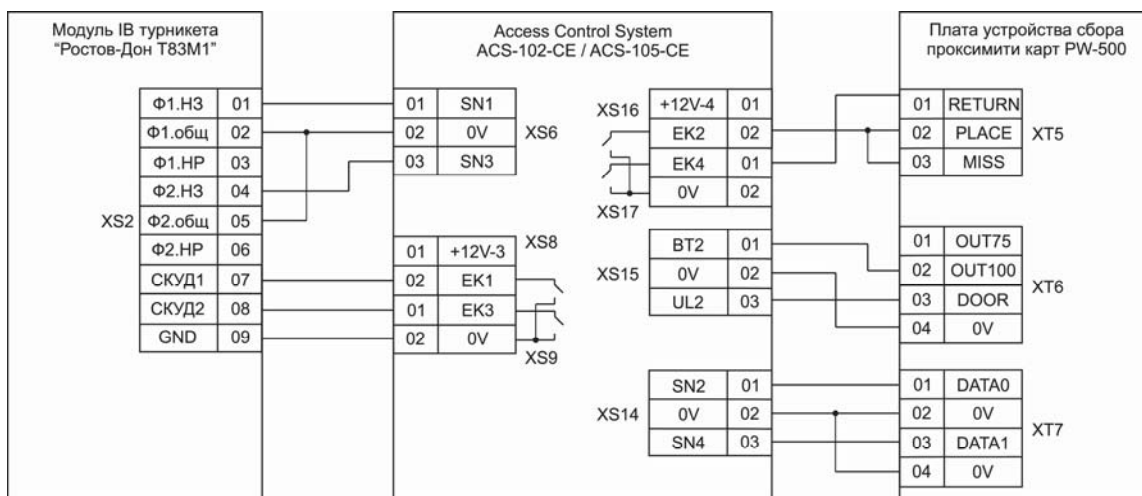 Модуль IB турникета
"Ростов-Дон Т83М1"
XS2
Ф1.НЗ 01
Ф1.общ 02
Ф1.НР 03
Ф2.НЗ 04
Ф2.общ 05
Ф2.НР 06
СКУД1 07
СКУД2 08
GND 09
Access Control System
ACS-102-CE / ACS-105-CE
XS6
01 SN1
02 0V
03 SN3
XS8
01 +12V-3
02 EK1
01 EK3
02 0V
XS9
XS16
+12V-4 01
EK2 02
EK4 01
0V 02
XS17
XS15
BT2 01
0V 02
UL2 03
XS14
SN2 01
0V 02
SN4 03
Плата устройства сбора
проксимити карт PW-500
01 RETURN
02 PLACE
03 MISS
XT5
01 OUT75
02 OUT100
03 DOOR
04 0V
XT6
01 DATA0
02 0V
03 DATA1
04 0V
XT7